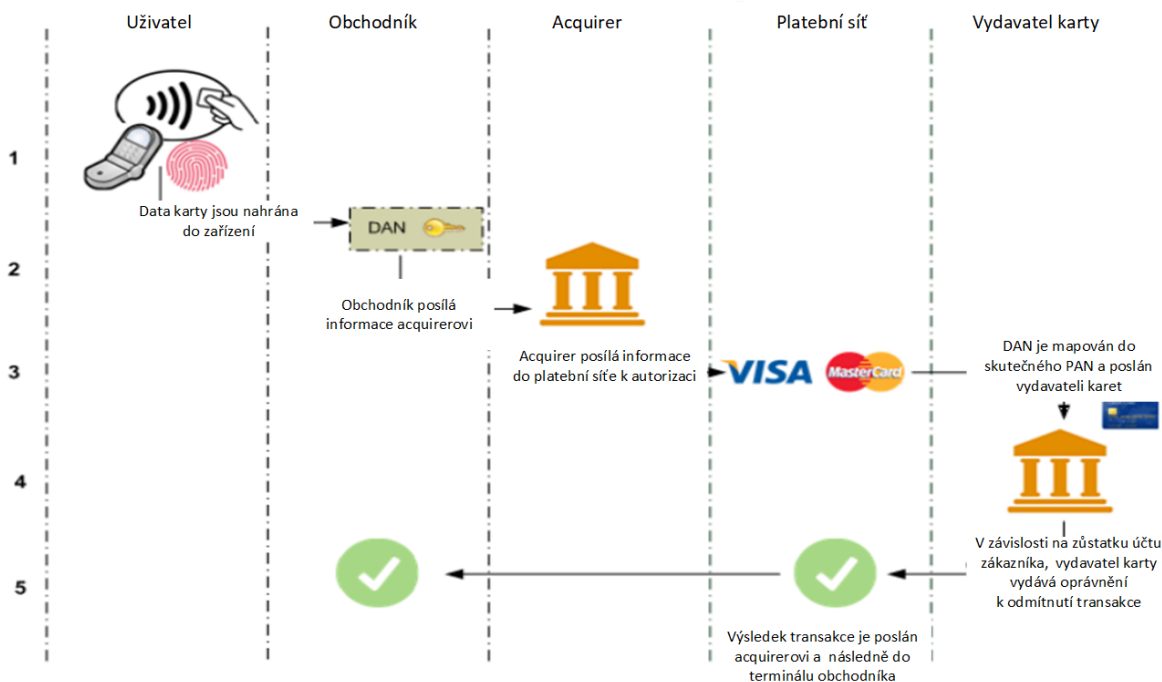 Uživatel
Obchodník
Acquirer
Platební síť
Vydavatel karty
1
Data karty jsou nahrána
do zařízení
DAN
2
Obchodník posílá
informace acquirerovi
3
Acquirer posílá informace
do platební síťe k autorizaci
VISA
MasterCard
DAN je mapován do
skutečného PAN a poslán
vydavateli karet
4
V závislosti na zůstatku účtu
zákazníka, vydavatel karty
vydává oprávnění
k odmítnutí transakce
5
Výsledek transakce je poslán
acquirerovi a následně do
terminálu obchodníka